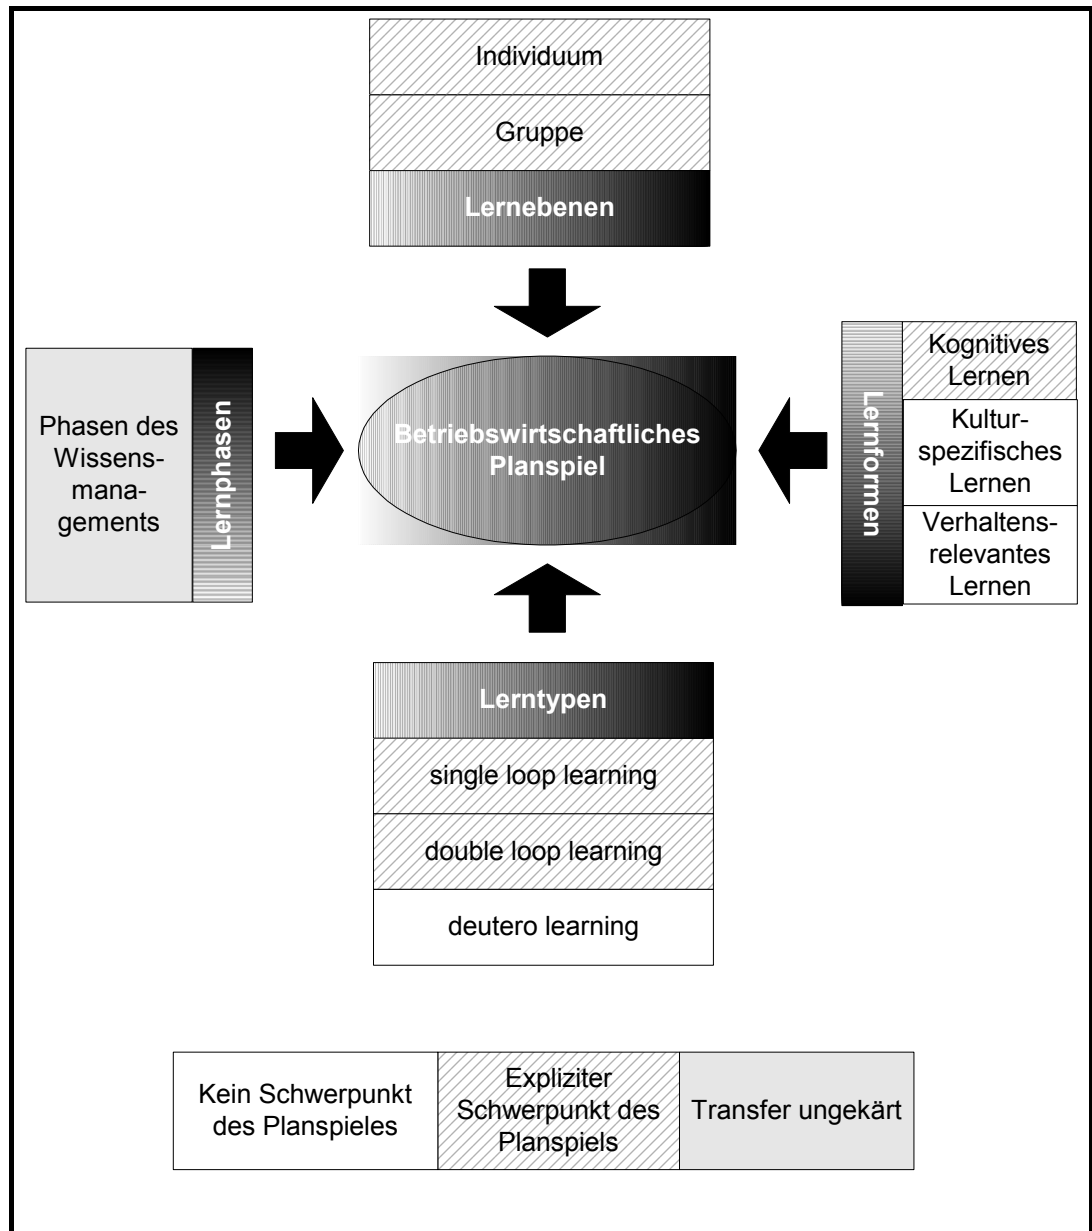 Individuum
Gruppe
Lernebenen
Phasen des
Wissens-
mana-
gements
Lernphasen
Betriebswirtschaftliches
Planspiel
Lernformen
Kognitives
Lernen
Kultur-
spezifisches
Lernen
Verhaltens-
relevantes
Lernen
Lerntypen
single loop learning
double loop learning
deutero learning
Kein Schwerpunkt
des Planspieles
Expliziter
Schwerpunkt des
Planspiels
Transfer ungekärt